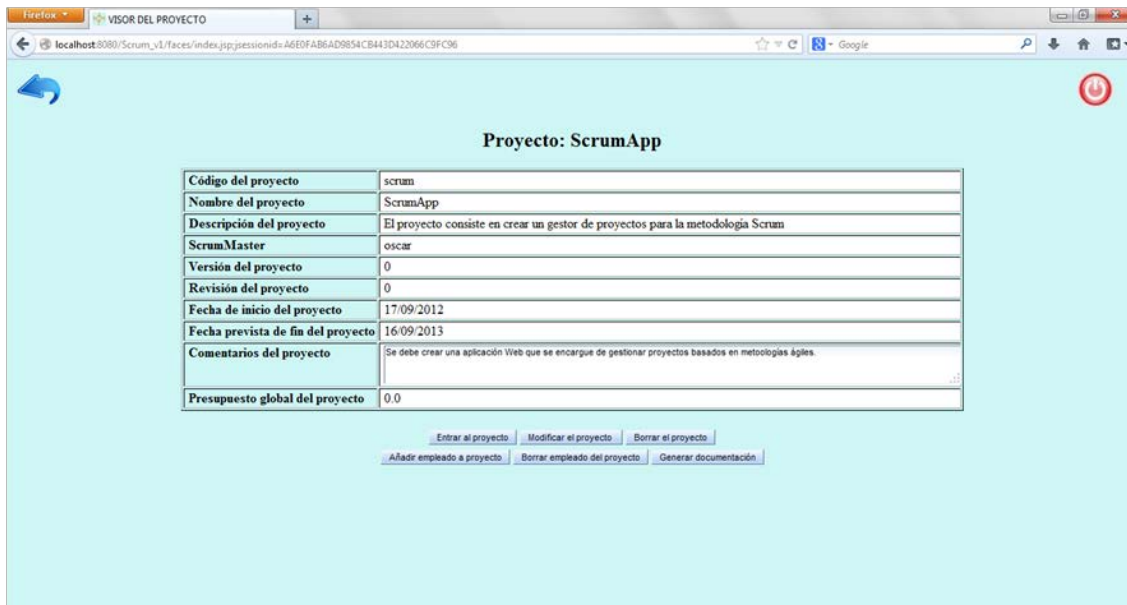 Firefox
VISOR DEL PROYECTO
localhost:8080/Scrum_v1/faces/index.jsp;jsessionid=A6E0FAB6AD9854CB443D422066C9FC96
Google
Proyecto: ScrumApp
Código del proyecto scrum
Nombre del proyecto ScrumApp
Descripción del proyecto El proyecto consiste en crear un gestor de proyectos para la metodología Scrum
ScrumMaster oscar
Versión del proyecto 0
Revisión del proyecto 0
Fecha de inicio del proyecto 17/09/2012
Fecha prevista de fin del proyecto 16/09/2013
Comentarios del proyecto Se debe crear una aplicación Web que se encargue de gestionar proyectos basados en metoologías ágiles.
Presupuesto global del proyecto 0.0
Entrar al proyecto Modificar el proyecto Borrar el proyecto
Añadir empleado a proyecto Borrar empleado del proyecto Generar documentación